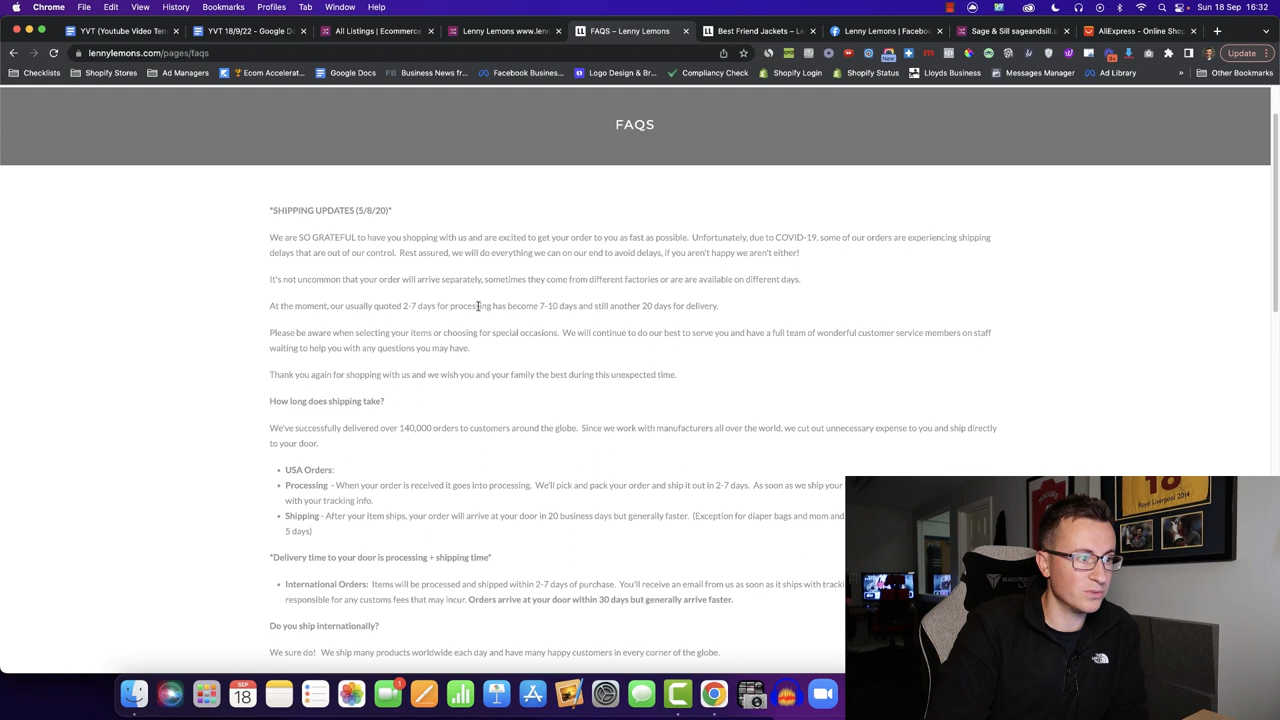 Chrome File Edit View History Bookmarks Profiles Tab Window Help Sun 18 Sep 16:32
YVT (Youtube Video Tem YVT 18/9/22 - Google D All Listings | Ecommerc Lenny Lemons www.lenn FAQS – Lenny Lemons Best Friend Jackets – Le Lenny Lemons | Facebo Sage & Sill sageandsill.c AliExpress - Online Shop
lennylemons.com/pages/faqs Update
Checklists Shopify Stores Ad Managers Ecom Accelerat... Google Docs Business News fr... Facebook Business... Logo Design & Br... Compliancy Check Shopify Login Shopify Status Lloyds Business Messages Manager Ad Library » Other Bookmarks
FAQS
*SHIPPING UPDATES (5/8/20)*
We are SO GRATEFUL to have you shopping with us and are excited to get your order to you as fast as possible. Unfortunately, due to COVID-19, some of our orders are experiencing shipping
delays that are out of our control. Rest assured, we will do everything we can on our end to avoid delays, if you aren't happy we aren't either!
It's not uncommon that your order will arrive separately, sometimes they come from different factories or are are available on different days.
At the moment, our usually quoted 2-7 days for processing has become 7-10 days and still another 20 days for delivery.
Please be aware when selecting your items or choosing for special occasions. We will continue to do our best to serve you and have a full team of wonderful customer service members on staff
waiting to help you with any questions you may have.
Thank you again for shopping with us and we wish you and your family the best during this unexpected time.
How long does shipping take?
We've successfully delivered over 140,000 orders to customers around the globe. Since we work with manufacturers all over the world, we cut out unnecessary expense to you and ship directly
to your door.
• USA Orders:
• Processing - When your order is received it goes into processing. We'll pick and pack your order and ship it out in 2-7 days. As soon as we ship your
with your tracking info.
• Shipping - After your item ships, your order will arrive at your door in 20 business days but generally faster. (Exception for diaper bags and mom and
5 days)
*Delivery time to your door is processing + shipping time*
• International Orders: Items will be processed and shipped within 2-7 days of purchase. You'll receive an email from us as soon as it ships with tracki
responsible for any customs fees that may incur. Orders arrive at your door within 30 days but generally arrive faster.
Do you ship internationally?
We sure do! We ship many products worldwide each day and have many happy customers in every corner of the globe.
Royal Liverpool 2014
SEP
18
1